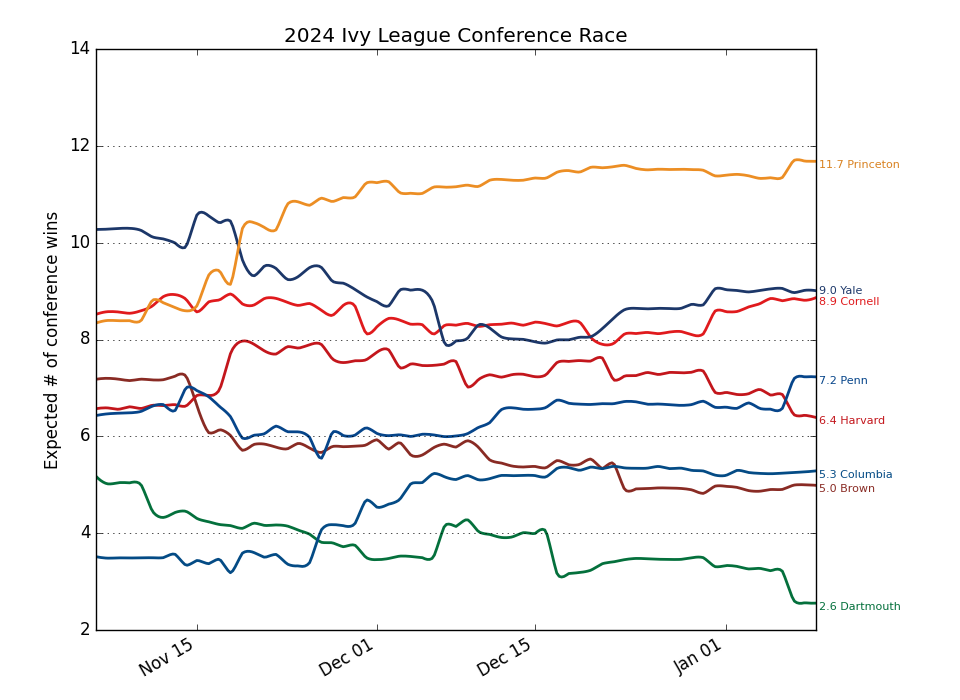 2024 Ivy League Conference Race
Expected # of conference wins
14
12
10
8
6
4
2
11.7 Princeton
9.0 Yale
8.9 Cornell
7.2 Penn
6.4 Harvard
5.3 Columbia
5.0 Brown
2.6 Dartmouth
Nov 15
Dec 01
Dec 15
Jan 01